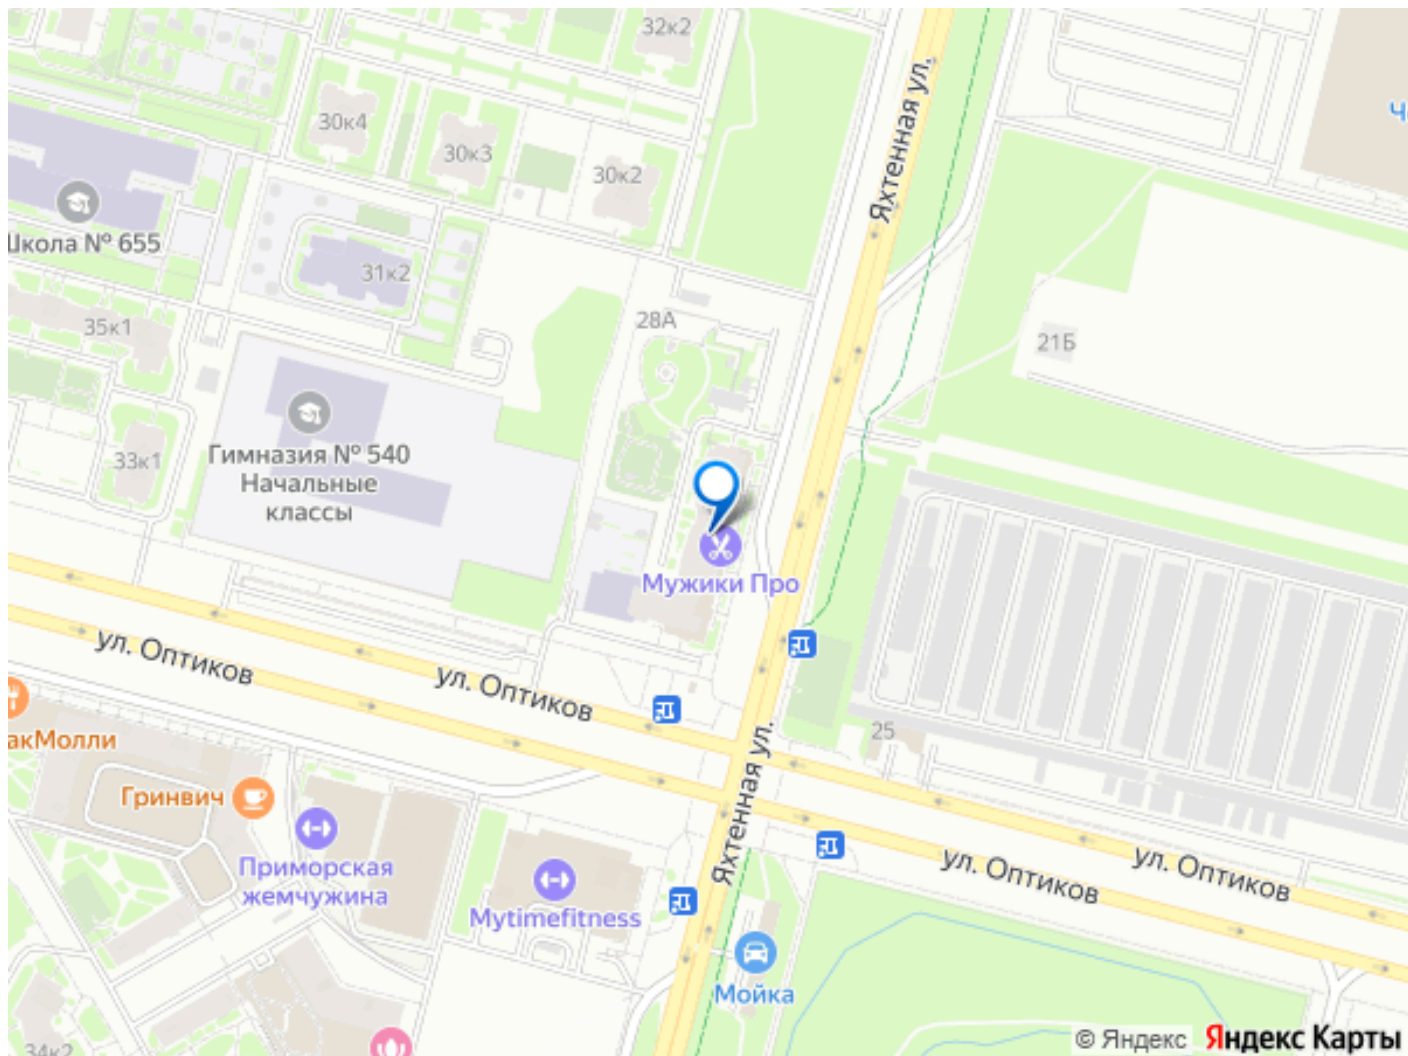 32к2
Яхтенная ул.
30к4
30к3
30к2
Школа № 655
31к2
35к1
28А
21Б
Гимназия № 540
Начальные
классы
33к1
Мужики Про
ул. Оптиков
ул. Оптиков
25
акМолли
Гринвич
Приморская
жемчужина
Mytimefitness
Яхтенная ул.
ул. Оптиков
ул. Оптиков
Мойка
34к2
© Яндекс Яндекс Карты